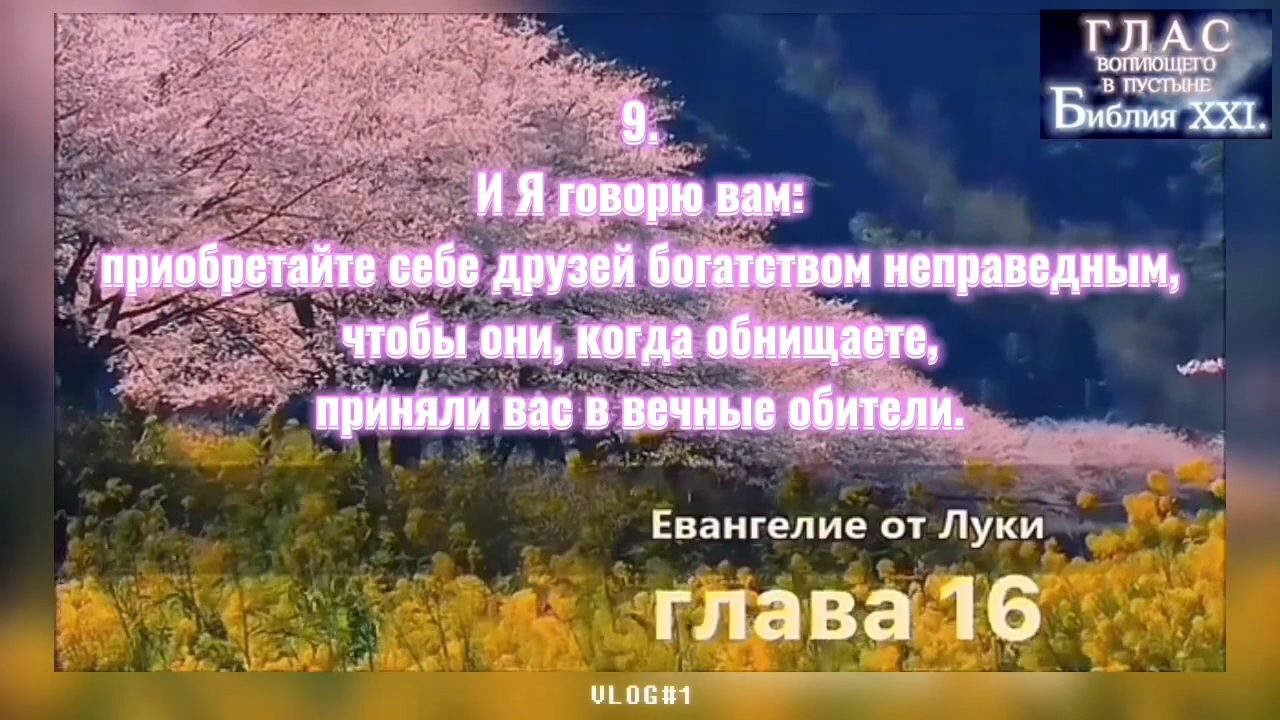 ГЛАС
ВОПИЮЩЕГО
В ПУСТЫНЕ
Библия XXI.
9.
И Я говорю вам:
приобретайте себе друзей богатством неправедным,
чтобы они, когда обнищаете,
приняли вас в вечные обители.
Евангелие от Луки
глава 16
VLOG#1